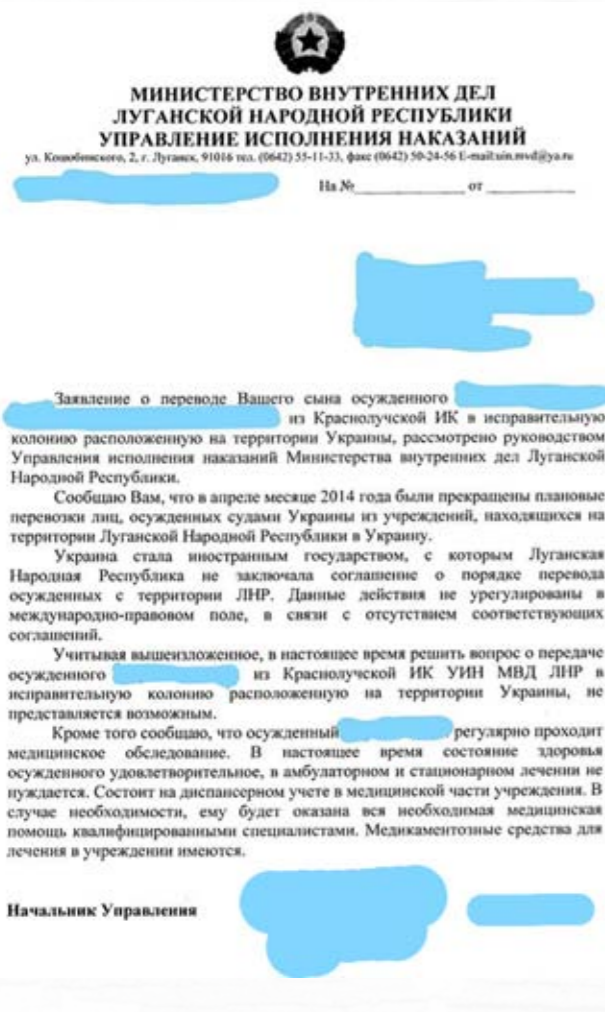 МИНИСТЕРСТВО ВНУТРЕННИХ ДЕЛ
ЛУГАНСКОЙ НАРОДНОЙ РЕСПУБЛИКИ
УПРАВЛЕНИЕ ИСПОЛНЕНИЯ НАКАЗАНИЙ
ул. Коцюбинского, 2, г. Луганск, 91016 тел. (0642) 55-11-33, факс (0642) 50-24-56 E-mail:uin.mvd@ya.ru
На №____________ от ____________
Заявление о переводе Вашего сына осужденного
из Краснолучской ИК в исправительную
колонию расположенную на территории Украины, рассмотрено руководством
Управления исполнения наказаний Министерства внутренних дел Луганской
Народной Республики.
Сообщаю Вам, что в апреле месяце 2014 года были прекращены плановые
перевозки лиц, осужденных судами Украины из учреждений, находящихся на
территории Луганской Народной Республики в Украину.
Украина стала иностранным государством, с которым Луганская
Народная Республика не заключала соглашение о порядке перевода
осужденных с территории ЛНР. Данные действия не урегулированы в
международно-правовом поле, в связи с отсутствием соответствующих
соглашений.
Учитывая вышеизложенное, в настоящее время решить вопрос о передаче
осужденного из Краснолучской ИК УИН МВД ЛНР в
исправительную колонию расположенную на территории Украины, не
представляется возможным.
Кроме того сообщаю, что осужденный регулярно проходит
медицинское обследование. В настоящее время состояние здоровья
осужденного удовлетворительное, в амбулаторном и стационарном лечении не
нуждается. Состоит на диспансерном учете в медицинской части учреждения. В
случае необходимости, ему будет оказана вся необходимая медицинская
помощь квалифицированными специалистами. Медикаментозные средства для
лечения в учреждении имеются.
Начальник Управления